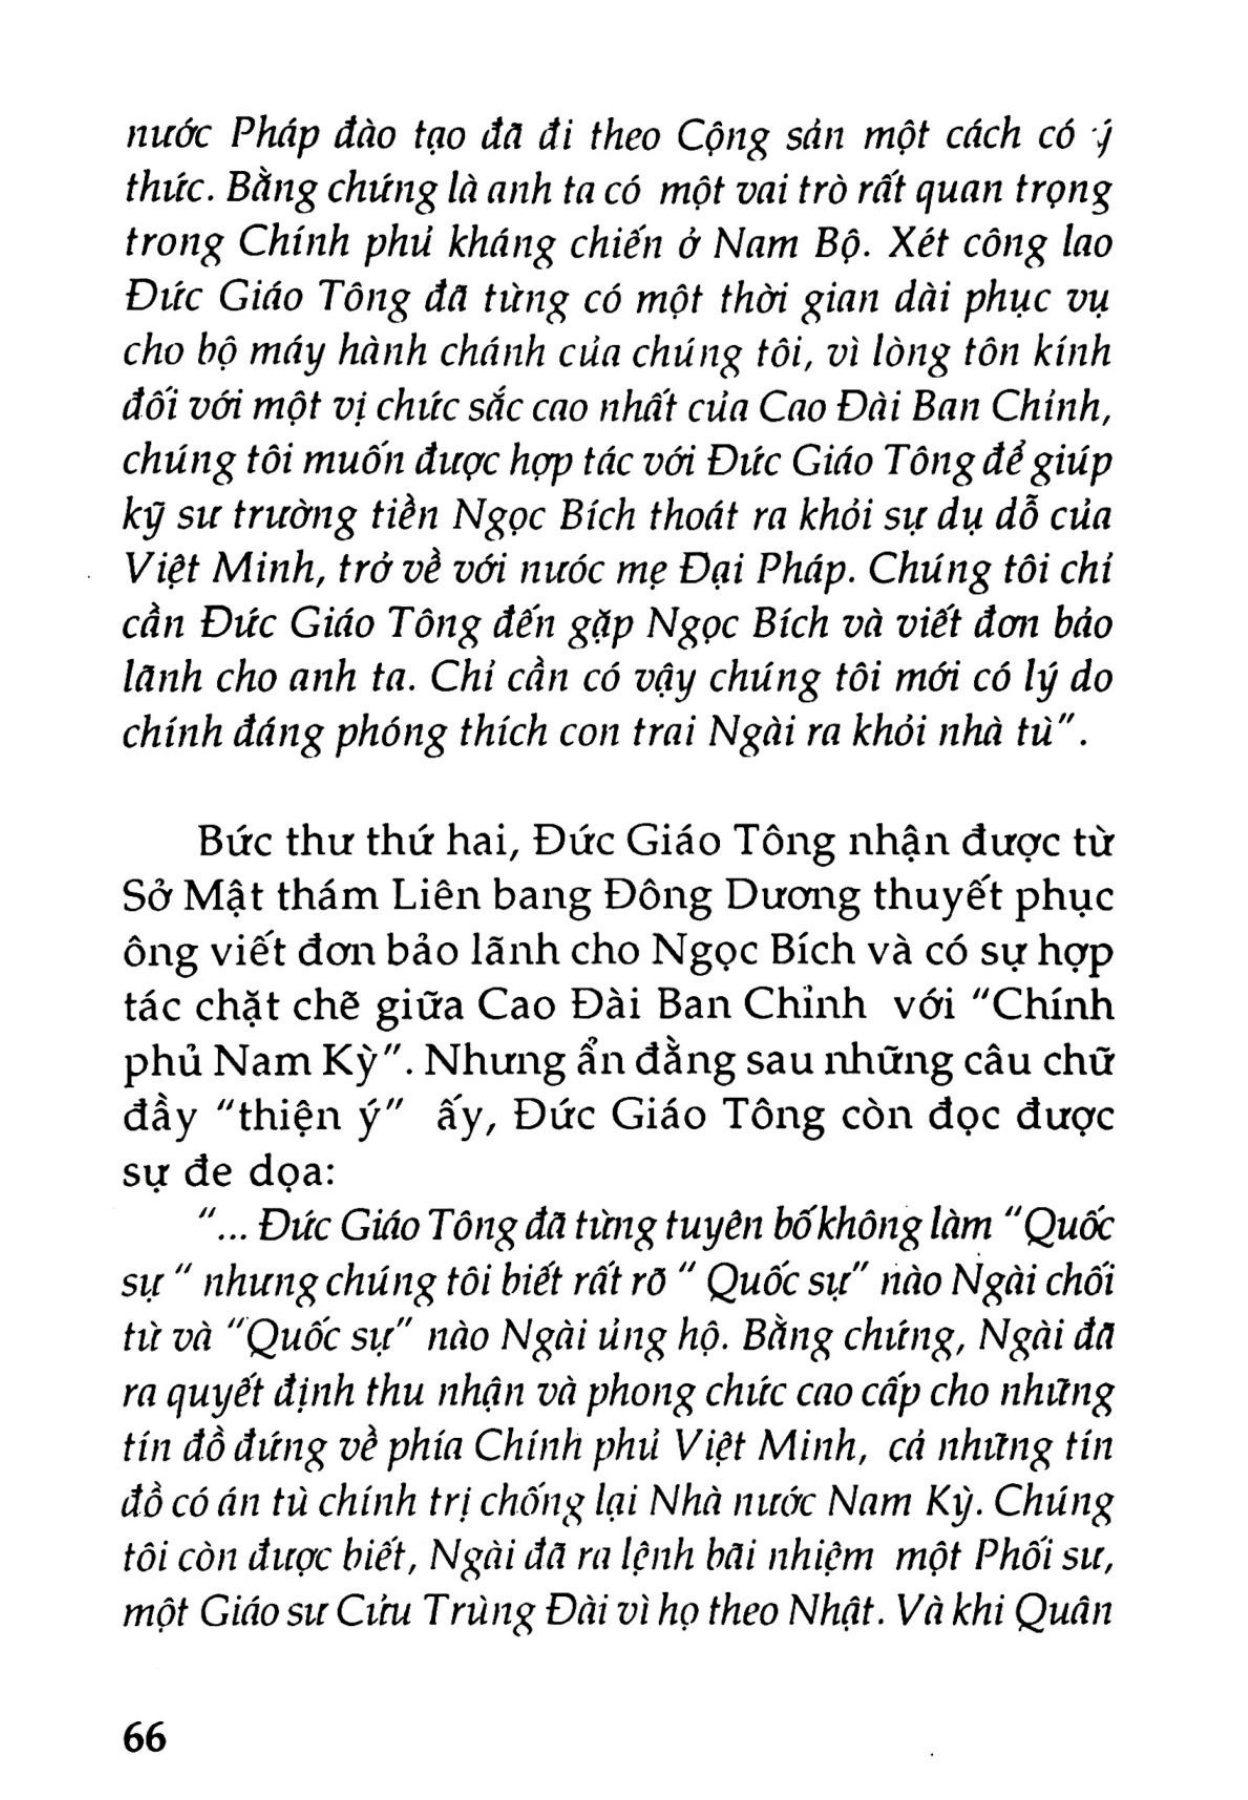 nước Pháp đào tạo đã đi theo Cộng sản một cách có ý
thức. Bằng chứng là anh ta có một vai trò rất quan trọng
trong Chính phủ kháng chiến ở Nam Bộ. Xét công lao
Đức Giáo Tông đã từng có một thời gian dài phục vụ
cho bộ máy hành chánh của chúng tôi, vì lòng tôn kính
đối với một vị chức sắc cao nhất của Cao Đài Ban Chỉnh,
chúng tôi muốn được hợp tác với Đức Giáo Tông để giúp
kỹ sư trường tiền Ngọc Bích thoát ra khỏi sự dụ dỗ của
Việt Minh, trở về với nước mẹ Đại Pháp. Chúng tôi chỉ
cần Đức Giáo Tông đến gặp Ngọc Bích và viết đơn bảo
lãnh cho anh ta. Chỉ cần có vậy chúng tôi mới có lý do
chính đáng phóng thích con trai Ngài ra khỏi nhà tù".
Bức thư thứ hai, Đức Giáo Tông nhận được từ
Sở Mật thám Liên bang Đông Dương thuyết phục
ông viết đơn bảo lãnh cho Ngọc Bích và có sự hợp
tác chặt chẽ giữa Cao Đài Ban Chỉnh với "Chính
phủ Nam Kỳ". Nhưng ẩn đằng sau những câu chữ
đầy "thiện ý" ấy, Đức Giáo Tông còn đọc được
sự đe dọa:
"... Đức Giáo Tông đã từng tuyên bố không làm "Quốc
sự " nhưng chúng tôi biết rất rõ " Quốc sự" nào Ngài chối
từ và "Quốc sự" nào Ngài ủng hộ. Bằng chứng, Ngài đã
ra quyết định thu nhận và phong chức cao cấp cho những
tín đồ đứng về phía Chính phủ Việt Minh, cả những tín
đồ có án tù chính trị chống lại Nhà nước Nam Kỳ. Chúng
tôi còn được biết, Ngài đã ra lệnh bãi nhiệm một Phối sư,
một Giáo sư Cửu Trùng Đài vì họ theo Nhật. Và khi Quân
66